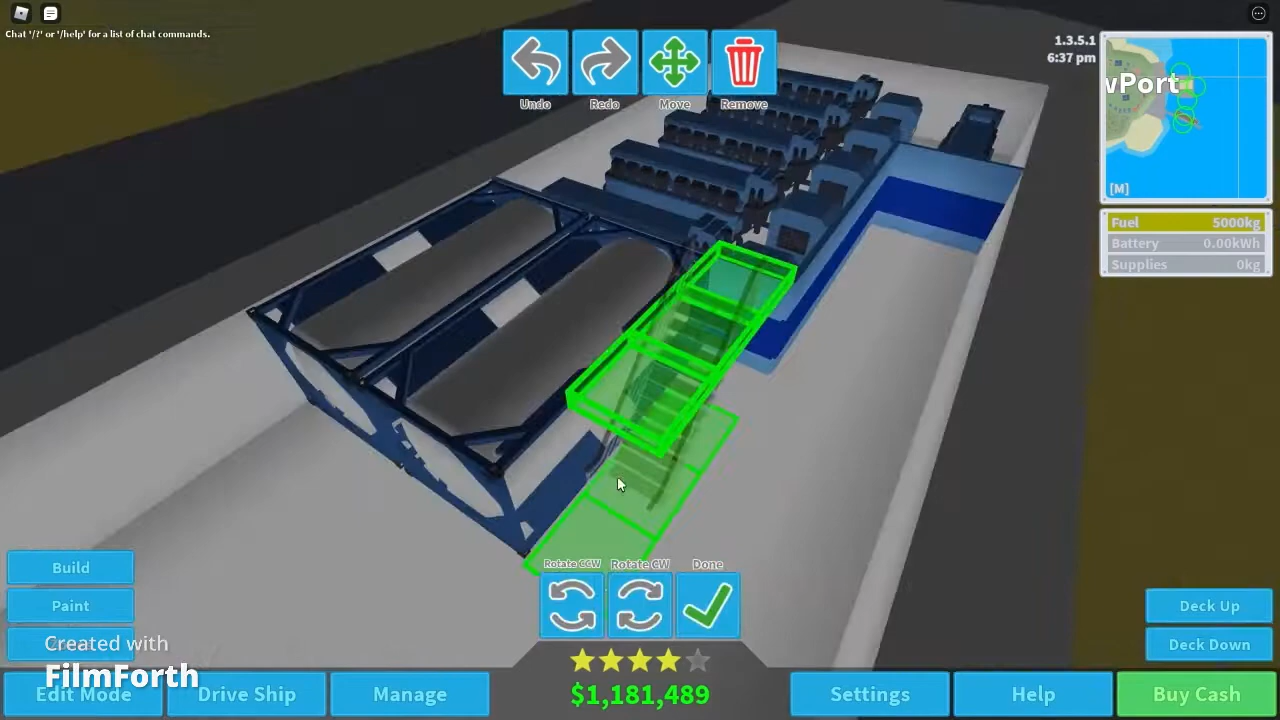 Chat '/?' or '/help' for a list of chat commands.
Undo
Redo
Move
Remove
1.3.5.1
6:37 pm
wPort
[M]
Fuel 5000kg
Battery 0.00kWh
Supplies 0kg
Rotate CCW
Rotate CW
Done
Build
Paint
Created with
FilmForth
Deck Up
Deck Down
$1,181,489
Edit Mode
Drive Ship
Manage
Settings
Help
Buy Cash